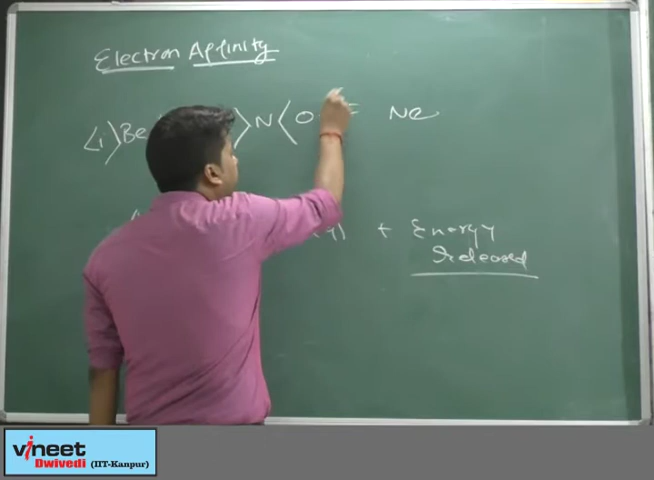 Electron Affinity
<i>Be > N < O F Ne
+ Energy
released
vineet
Dwivedi (IIT-Kanpur)